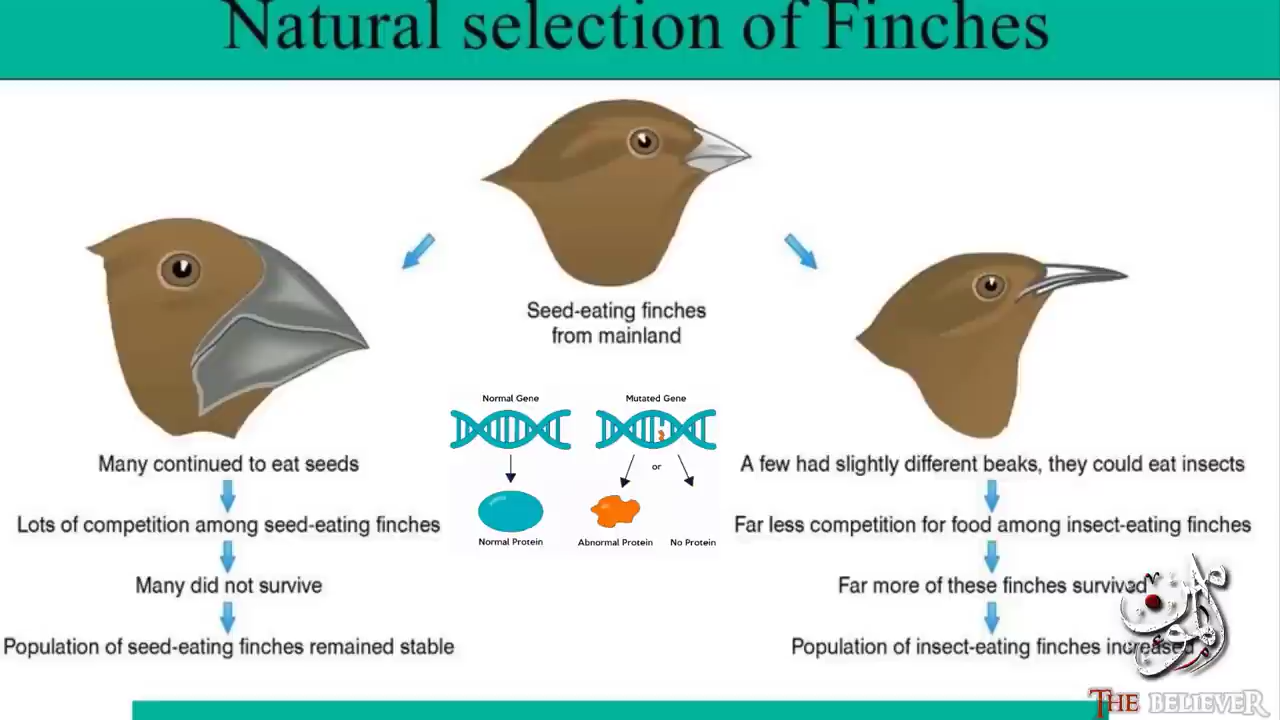 Natural selection of Finches
Seed-eating finches
from mainland
Normal Gene
Mutated Gene
or
Normal Protein
Abnormal Protein
No Protein
Many continued to eat seeds
Lots of competition among seed-eating finches
Many did not survive
Population of seed-eating finches remained stable
A few had slightly different beaks, they could eat insects
Far less competition for food among insect-eating finches
Far more of these finches survived
Population of insect-eating finches increased
المؤمن
THE BELIEVER